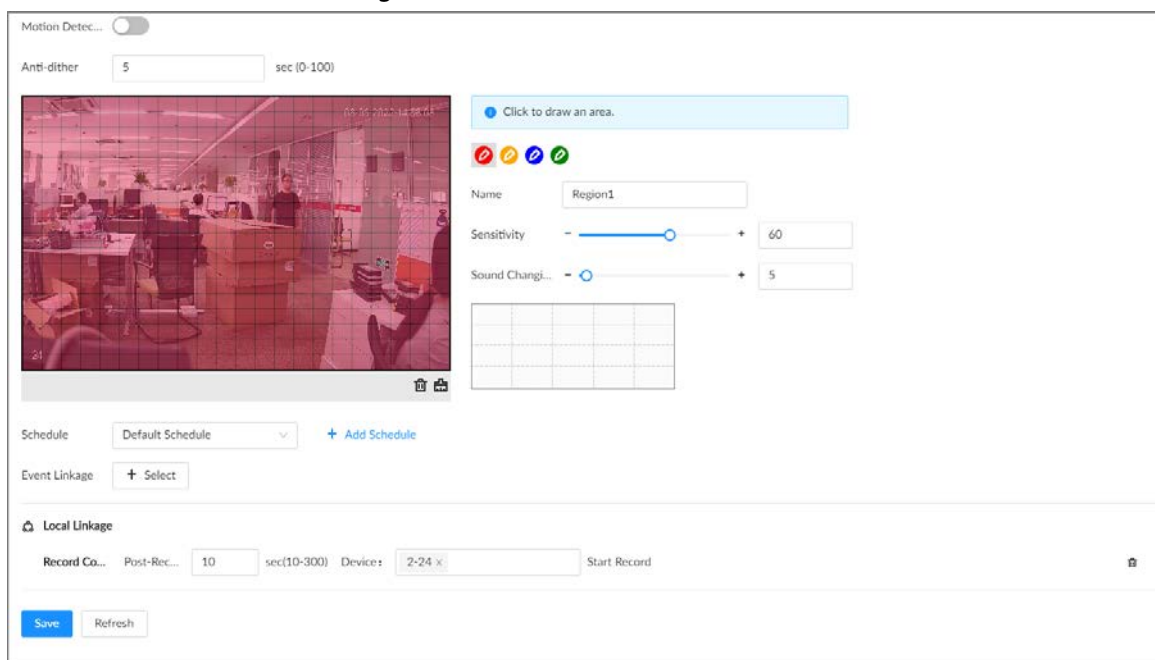 Motion Detec...
Anti-dither 5 sec (0-100)
Click to draw an area.
Name Region1
Sensitivity - + 60
Sound Changi... - + 5
24
Schedule Default Schedule + Add Schedule
Event Linkage + Select
Local Linkage
Record Co... Post-Rec... 10 sec(10-300) Device: 2-24 × Start Record
Save Refresh